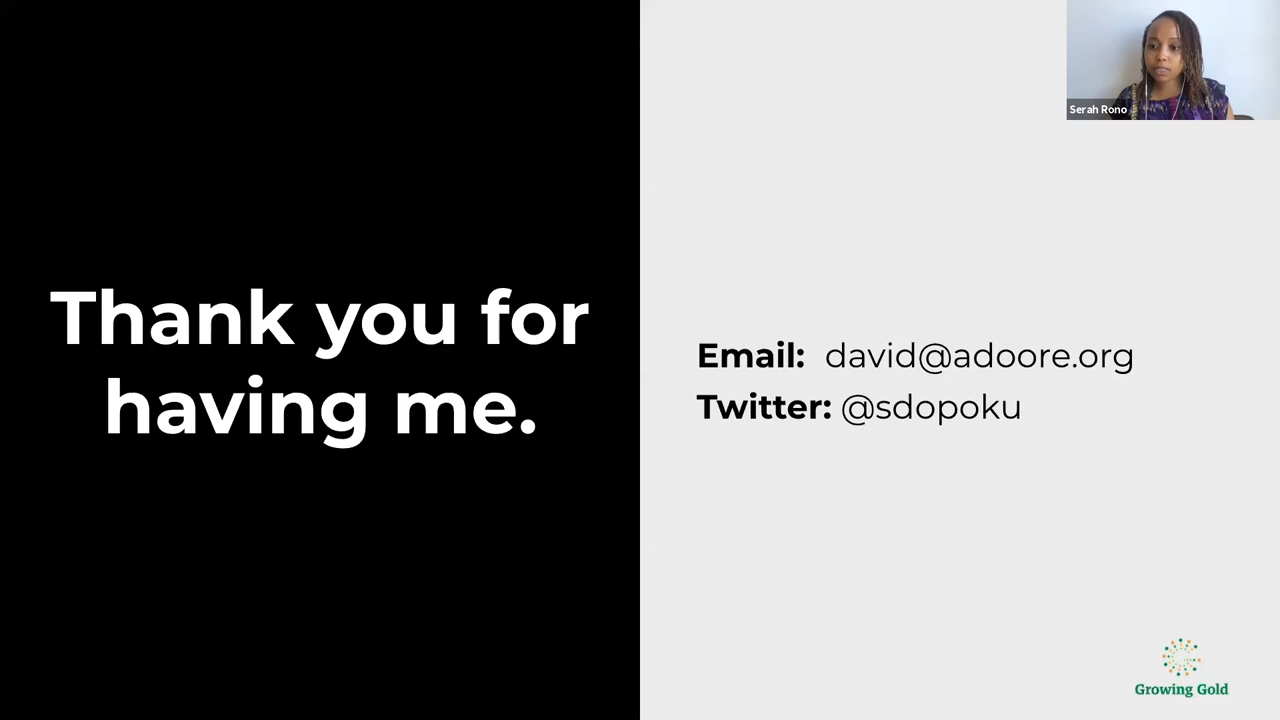 Thank you for
having me.
Serah Rono
Email: david@adoore.org
Twitter: @sdopoku
Growing Gold